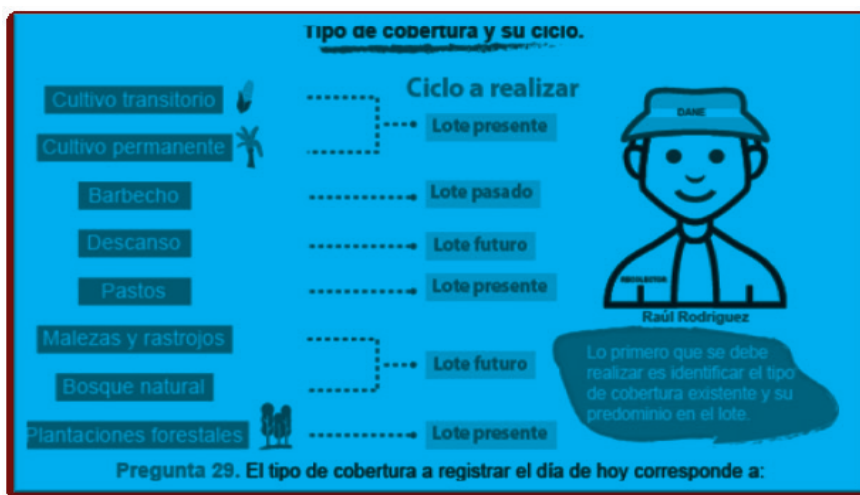 Tipo de cobertura y su ciclo.
Ciclo a realizar
Cultivo transitorio
Cultivo permanente
Lote presente
Barbecho
Lote pasado
Descanso
Lote futuro
Pastos
Lote presente
Malezas y rastrojos
Bosque natural
Lote futuro
Plantaciones forestales
Lote presente
DANE
RECOLECTOR
Raúl Rodríguez
Lo primero que se debe
realizar es identificar el tipo
de cobertura existente y su
predominio en el lote.
Pregunta 29. El tipo de cobertura a registrar el día de hoy corresponde a: